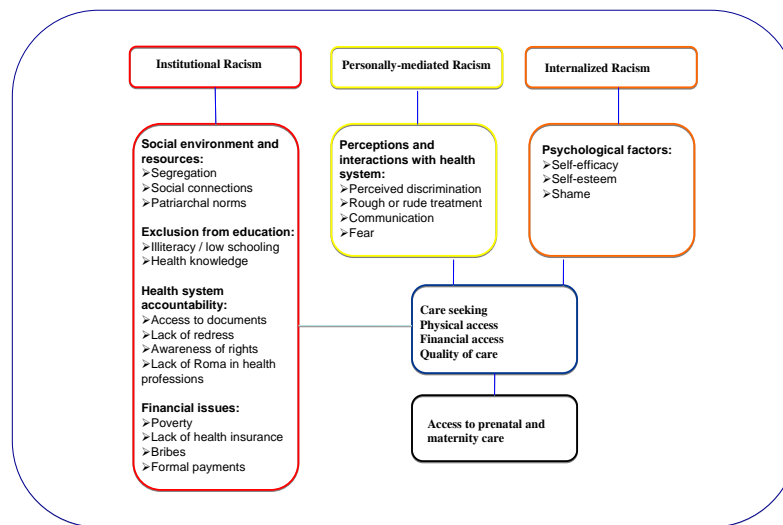 Institutional Racism
Personally-mediated Racism
Internalized Racism
Social environment and
resources:
➢Segregation
➢Social connections
➢Patriarchal norms
Exclusion from education:
➢Illiteracy / low schooling
➢Health knowledge
Health system
accountability:
➢Access to documents
➢Lack of redress
➢Awareness of rights
➢Lack of Roma in health
professions
Financial issues:
➢Poverty
➢Lack of health insurance
➢Bribes
➢Formal payments
Perceptions and
interactions with health
system:
➢Perceived discrimination
➢Rough or rude treatment
➢Communication
➢Fear
Psychological factors:
➢Self-efficacy
➢Self-esteem
➢Shame
Care seeking
Physical access
Financial access
Quality of care
Access to prenatal and
maternity care